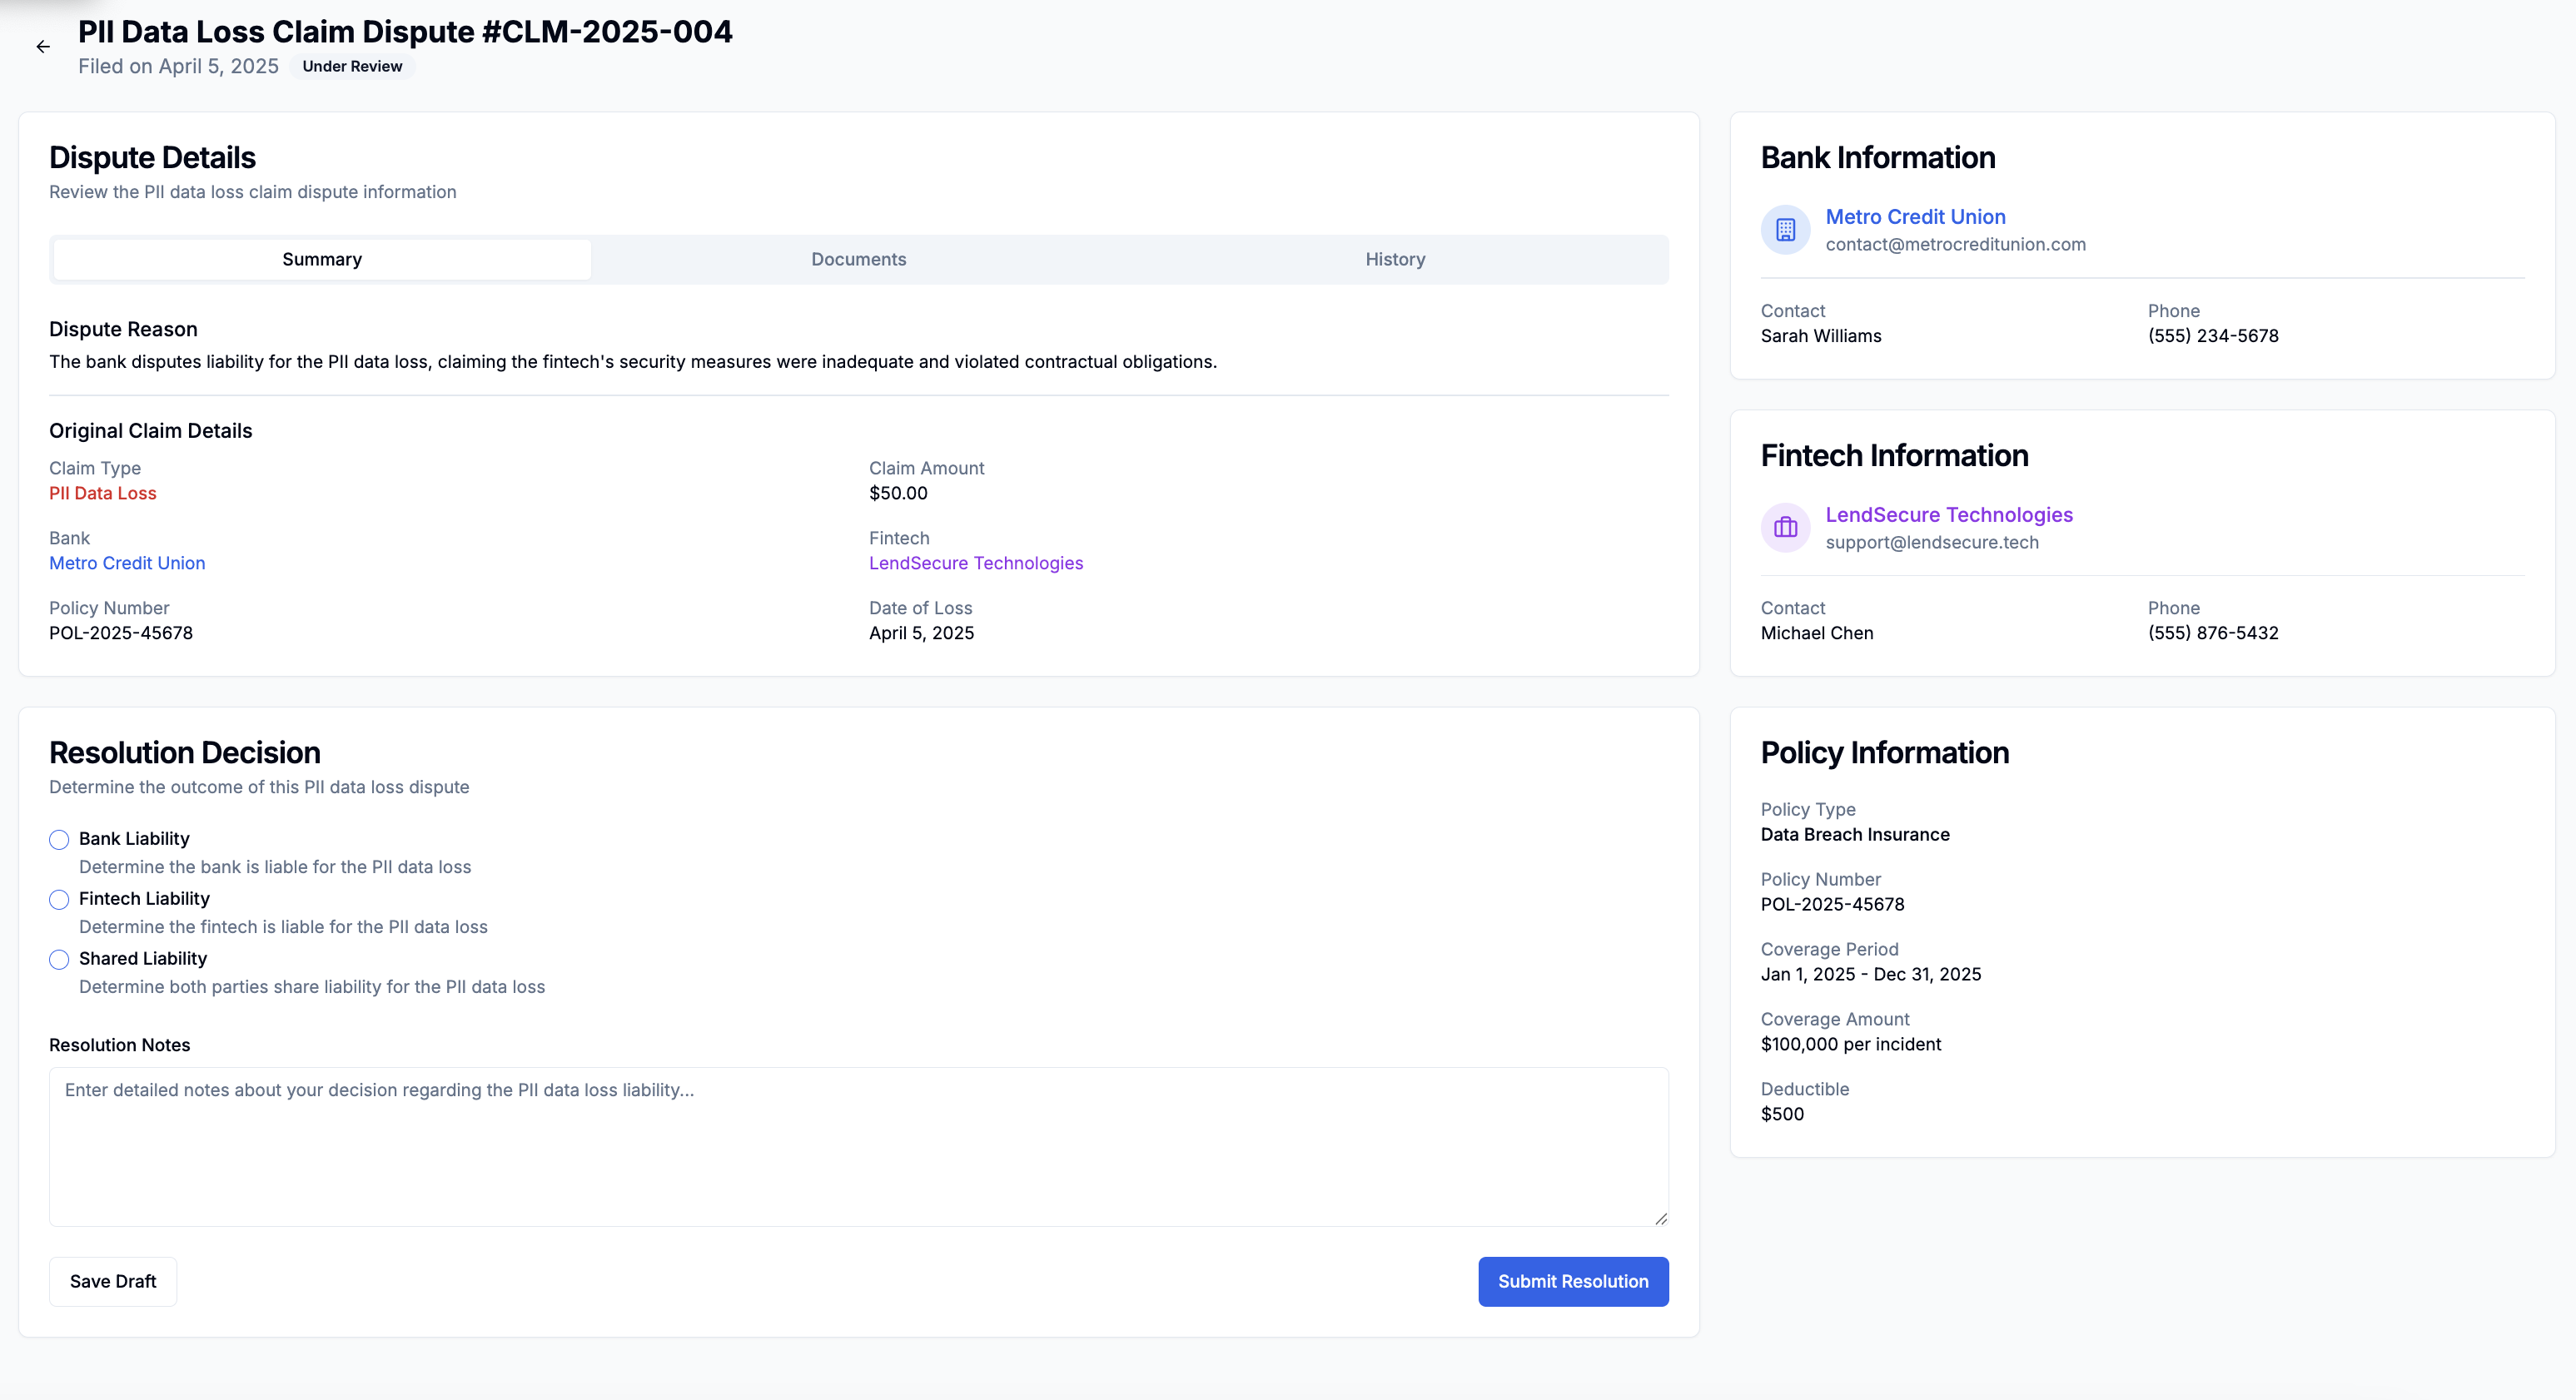 PII Data Loss Claim Dispute #CLM-2025-004
Filed on April 5, 2025 Under Review
Dispute Details
Review the PII data loss claim dispute information
Summary Documents History
Dispute Reason
The bank disputes liability for the PII data loss, claiming the fintech's security measures were inadequate and violated contractual obligations.
Original Claim Details
Claim Type Claim Amount
PII Data Loss $50.00
Bank Fintech
Metro Credit Union LendSecure Technologies
Policy Number Date of Loss
POL-2025-45678 April 5, 2025
Resolution Decision
Determine the outcome of this PII data loss dispute
Bank Liability
Determine the bank is liable for the PII data loss
Fintech Liability
Determine the fintech is liable for the PII data loss
Shared Liability
Determine both parties share liability for the PII data loss
Resolution Notes
Enter detailed notes about your decision regarding the PII data loss liability...
Save Draft Submit Resolution
Bank Information
Metro Credit Union
contact@metrocreditunion.com
Contact Phone
Sarah Williams (555) 234-5678
Fintech Information
LendSecure Technologies
support@lendsecure.tech
Contact Phone
Michael Chen (555) 876-5432
Policy Information
Policy Type
Data Breach Insurance
Policy Number
POL-2025-45678
Coverage Period
Jan 1, 2025 - Dec 31, 2025
Coverage Amount
$100,000 per incident
Deductible
$500